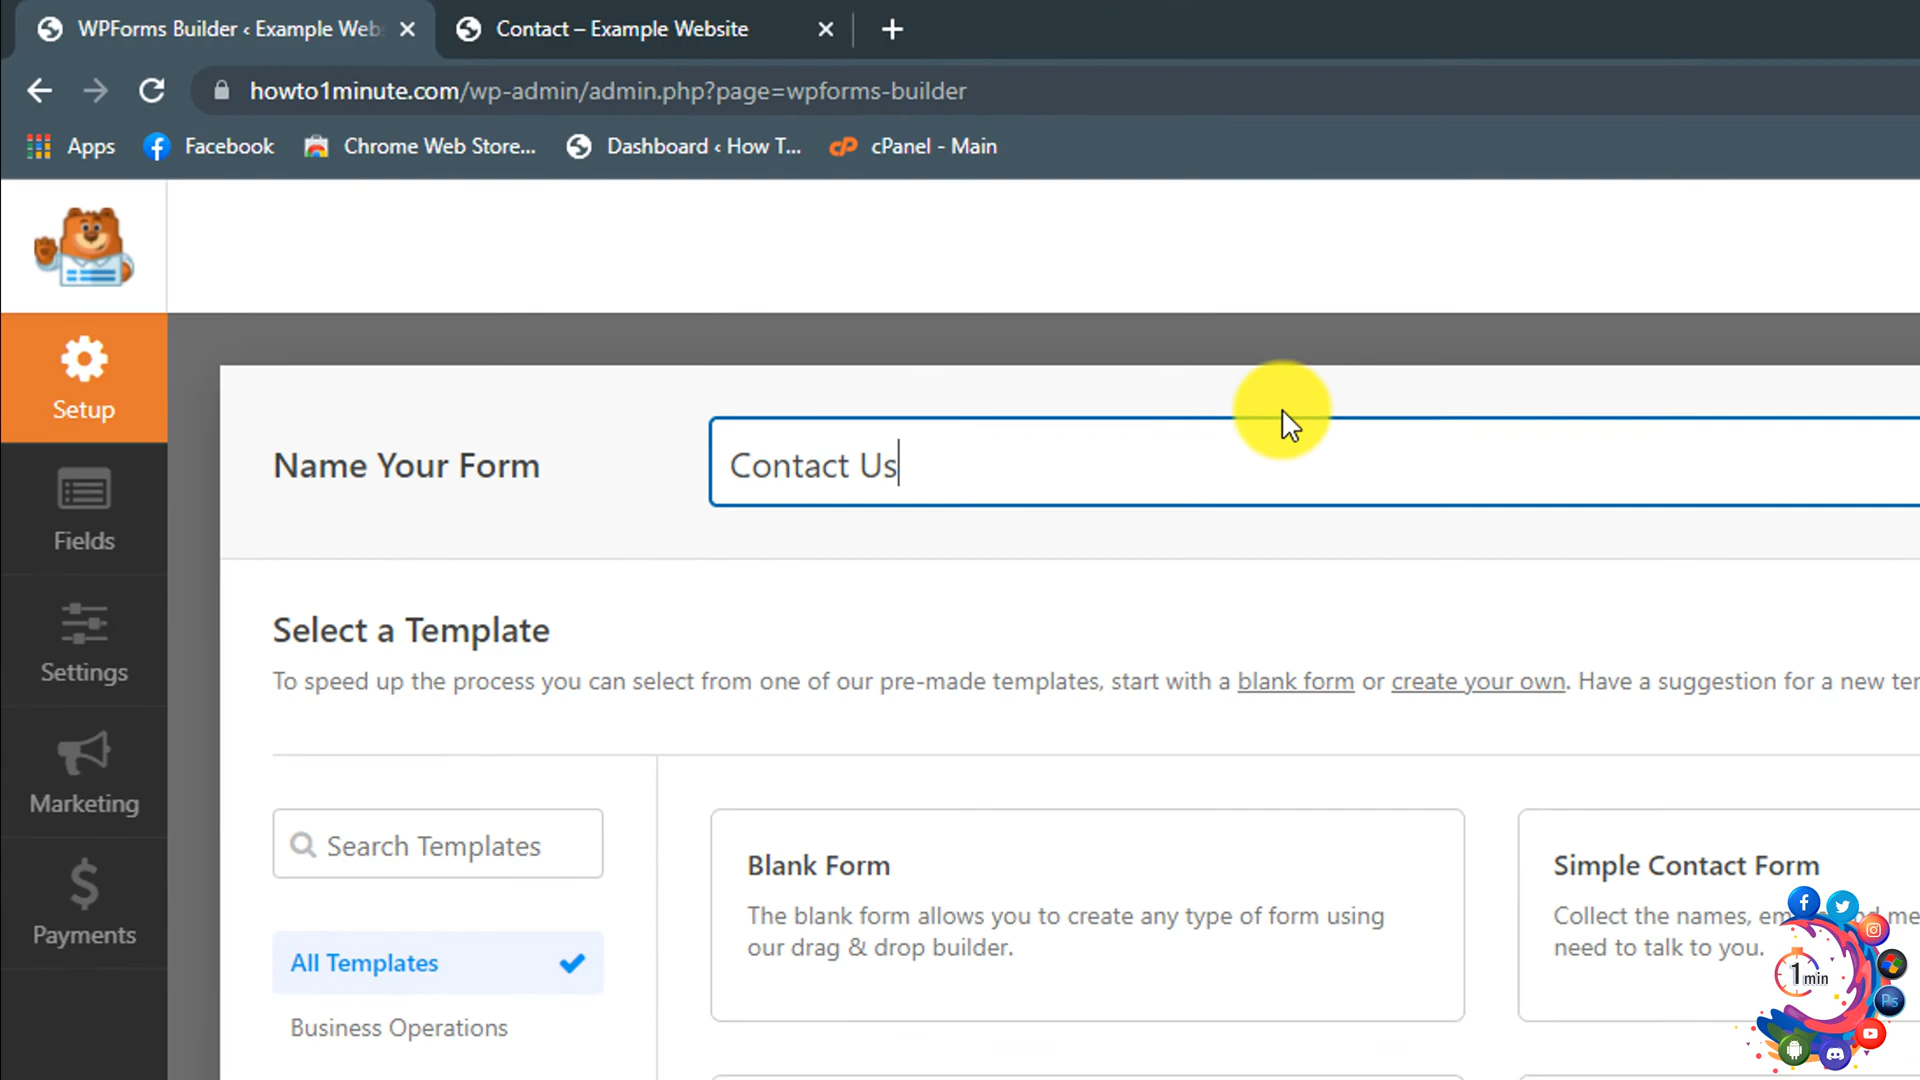 WPForms Builder ‹ Example Web
Contact – Example Website
howto1minute.com/wp-admin/admin.php?page=wpforms-builder
Apps
Facebook
Chrome Web Store...
Dashboard ‹ How T...
cPanel - Main
Setup
Name Your Form
Contact Us
Fields
Select a Template
Settings
To speed up the process you can select from one of our pre-made templates, start with a blank form or create your own. Have a suggestion for a new
Marketing
Search Templates
Blank Form
Simple Contact Form
The blank form allows you to create any type of form using
our drag & drop builder.
Collect the names,
need to talk to you.
Payments
All Templates
Business Operations
1min
Ps